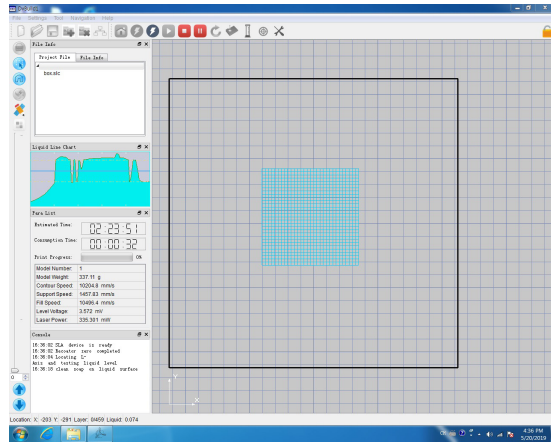 File Settings Tool Navigation Help
File Info
Project File File Info
box.slc
Liquid Line Chart
Para List
Estimated Time: 02:23:51
Consumption Time: 00:00:32
Print Progress: 0%
Model Number: 1
Model Weight: 337.11 g
Contour Speed: 10204.8 mm/s
Support Speed: 1457.83 mm/s
Fill Speed: 10496.4 mm/s
Level Voltage: 3.572 mV
Laser Power: 335.301 mW
Console
16:36:02 SLA device is ready
16:36:02 Recoater zero completed
16:36:04 Locating L-
Axis and testing liquid level
16:36:18 clean soap on liquid surface
0
Y
X
Location: X: -203 Y: -291 Layer: 0/459 Liquid: 0.074
4:36 PM
5/20/2019